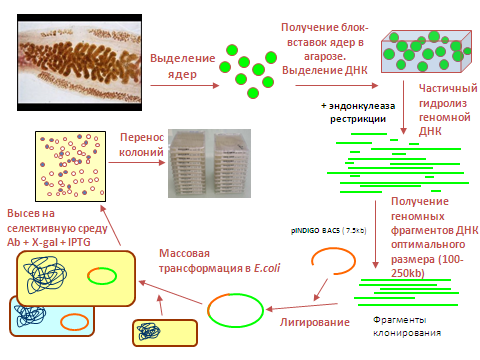 Выделение
ядер
Получение блок-
вставок ядер в
агарозе.
Выделение ДНК
+ эндонкулеаза
рестрикции
Частичный
гидролиз
геномной
ДНК
Получение
геномных
фрагментов ДНК
оптимального
размера (100-
250kb)
Фрагменты
клонирования
pINDIGO BAC5 ( 7.5kb)
Лигирование
Массовая
трансформация в E.coli
Высев на
селективную среду
Ab + X-gal + IPTG
Перенос
колоний